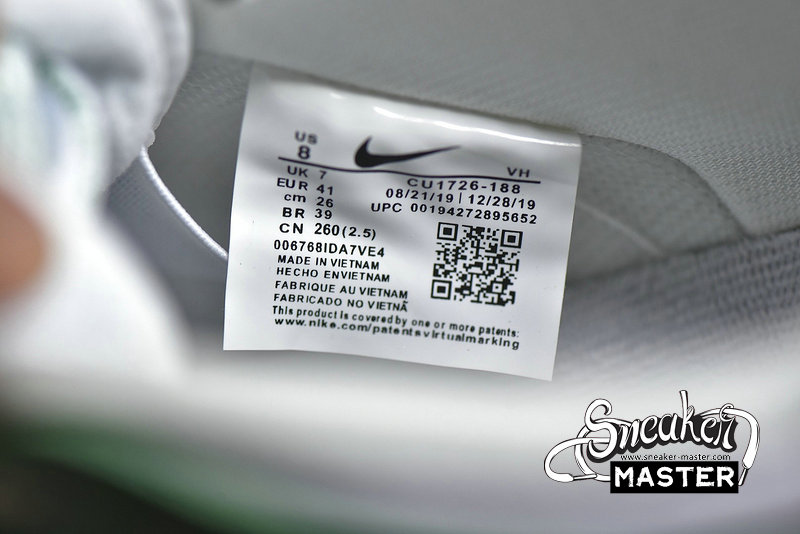 US
8
VH
UK 7
CU1726-188
EUR 41
08/21/19 | 12/28/19
cm 26
UPC 00194272895652
BR 39
CN 260(2.5)
006768IDA7VE4
MADE IN VIETNAM
HECHO ENVIETNAM
FABRIQUE AU VIETNAM
FABRICADO NO VIETNÃ
This product is covered by one or more patents:
www.nike.com/patentsvirtualmarking
Sneaker
www.sneaker-master.com
MASTER